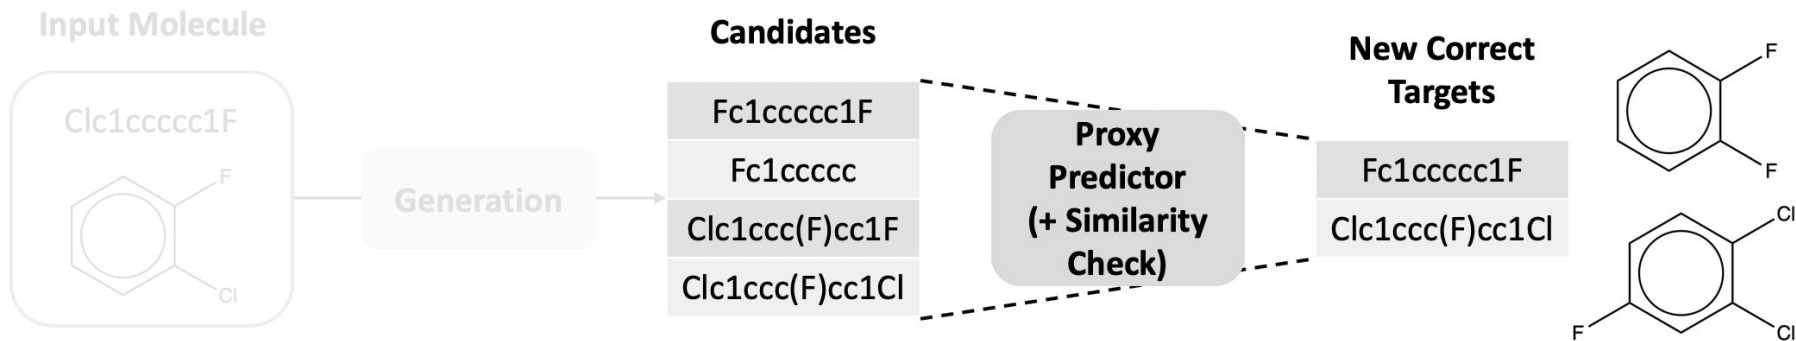 Input Molecule
Clc1ccccc1F
F
Cl
Generation
Candidates
Fc1ccccc1F
Fc1ccccc
Clc1ccc(F)cc1F
Clc1ccc(F)cc1Cl
Proxy
Predictor
(+ Similarity
Check)
New Correct
Targets
Fc1ccccc1F
Clc1ccc(F)cc1Cl
F
F
Cl
F
Cl